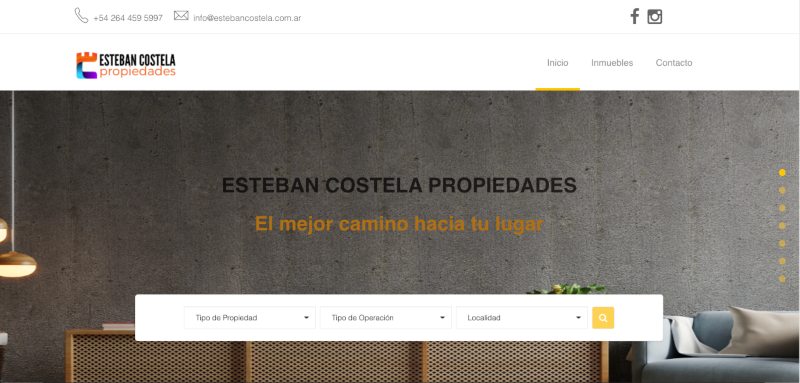 +54 264 459 5997 info@estebancostela.com.ar
ESTEBAN COSTELA
propiedades
Inicio Inmuebles Contacto
ESTEBAN COSTELA PROPIEDADES
El mejor camino hacia tu lugar
Tipo de Propiedad Tipo de Operación Localidad